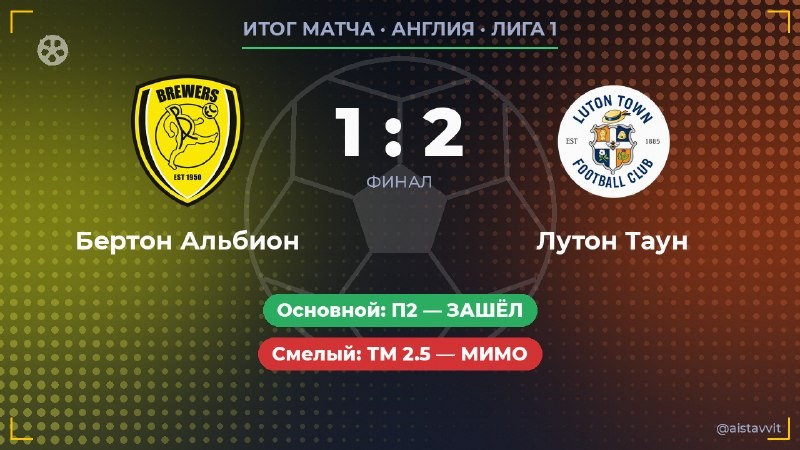 ИТОГ МАТЧА · АНГЛИЯ · ЛИГА 1
BREWERS
EST 1950
1 : 2
ФИНАЛ
LUTON TOWN
EST 1885
FOOTBALL CLUB
Бертон Альбион
Лутон Таун
Основной: П2 — ЗАШЁЛ
Смелый: ТМ 2.5 — МИМО
@aistavvit